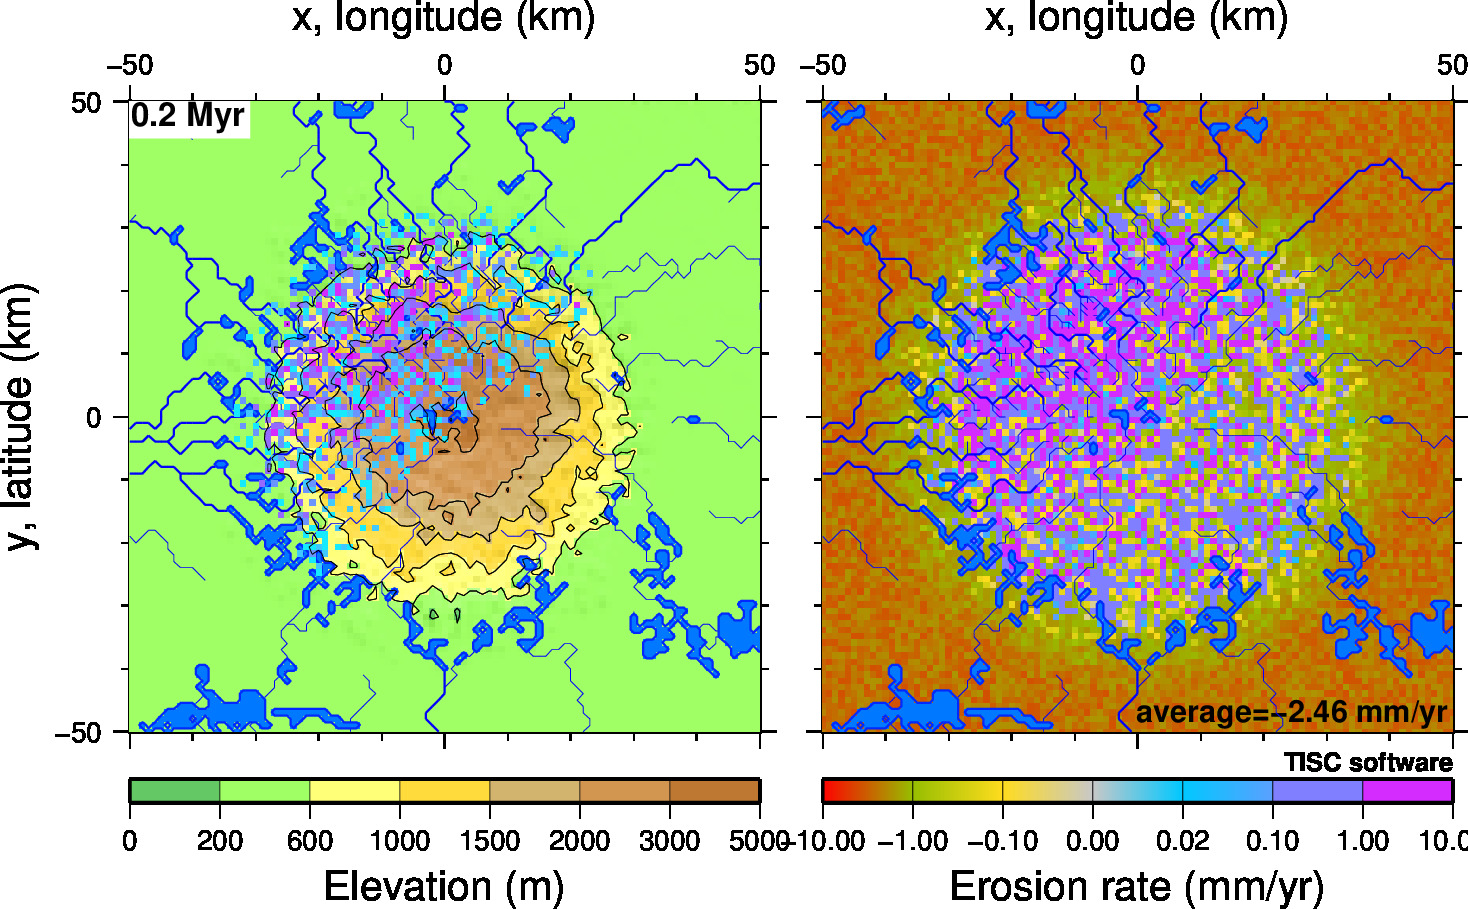 x, longitude (km)
x, longitude (km)
−50 0 50
−50 0 50
50
0
−50
y, latitude (km)
0.2 Myr
average=−2.46 mm/yr
TISC software
0 200 600 1000 1500 2000 3000 5000
−10.00 −1.00 −0.10 0.00 0.02 0.10 1.00 10.0
Elevation (m)
Erosion rate (mm/yr)